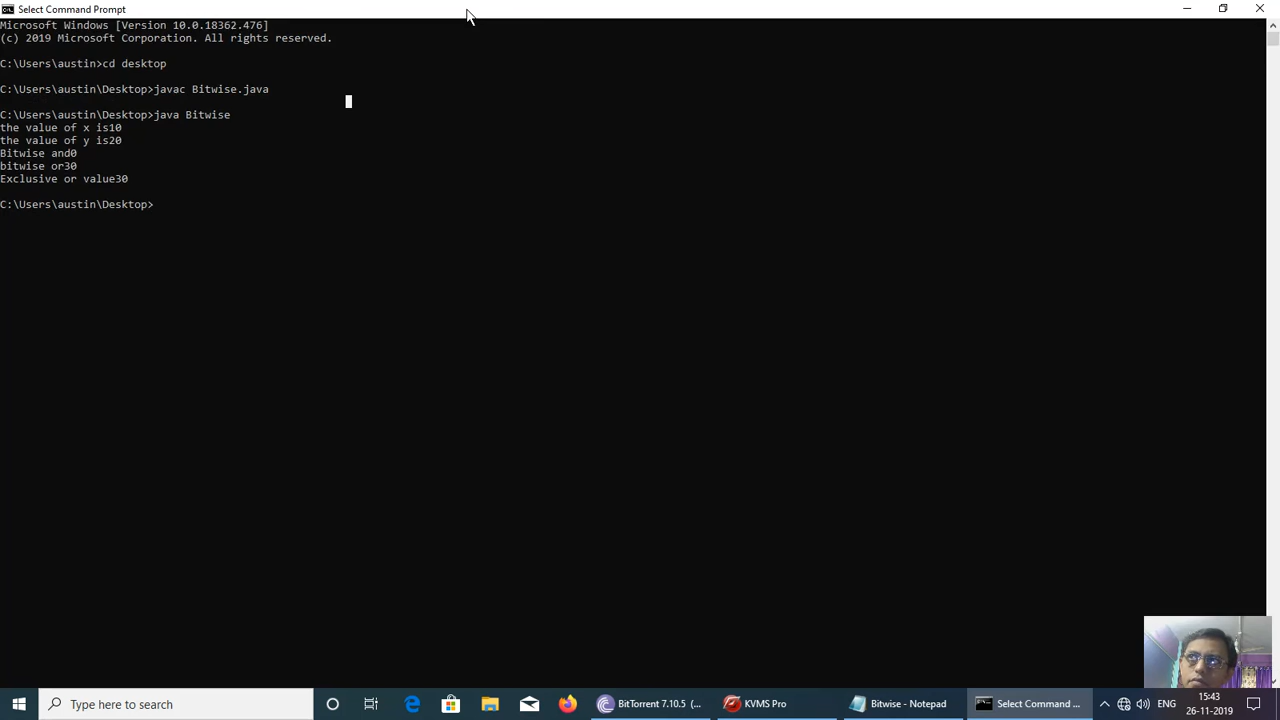 Select Command Prompt
Microsoft Windows [Version 10.0.18362.476]
(c) 2019 Microsoft Corporation. All rights reserved.
C:\Users\austin>cd desktop
C:\Users\austin\Desktop>javac Bitwise.java
C:\Users\austin\Desktop>java Bitwise
the value of x is10
the value of y is20
Bitwise and0
bitwise or30
Exclusive or value30
C:\Users\austin\Desktop>
Type here to search
BitTorrent 7.10.5 (...
KVMS Pro
Bitwise - Notepad
Select Command ...
ENG
15:43
26-11-2019